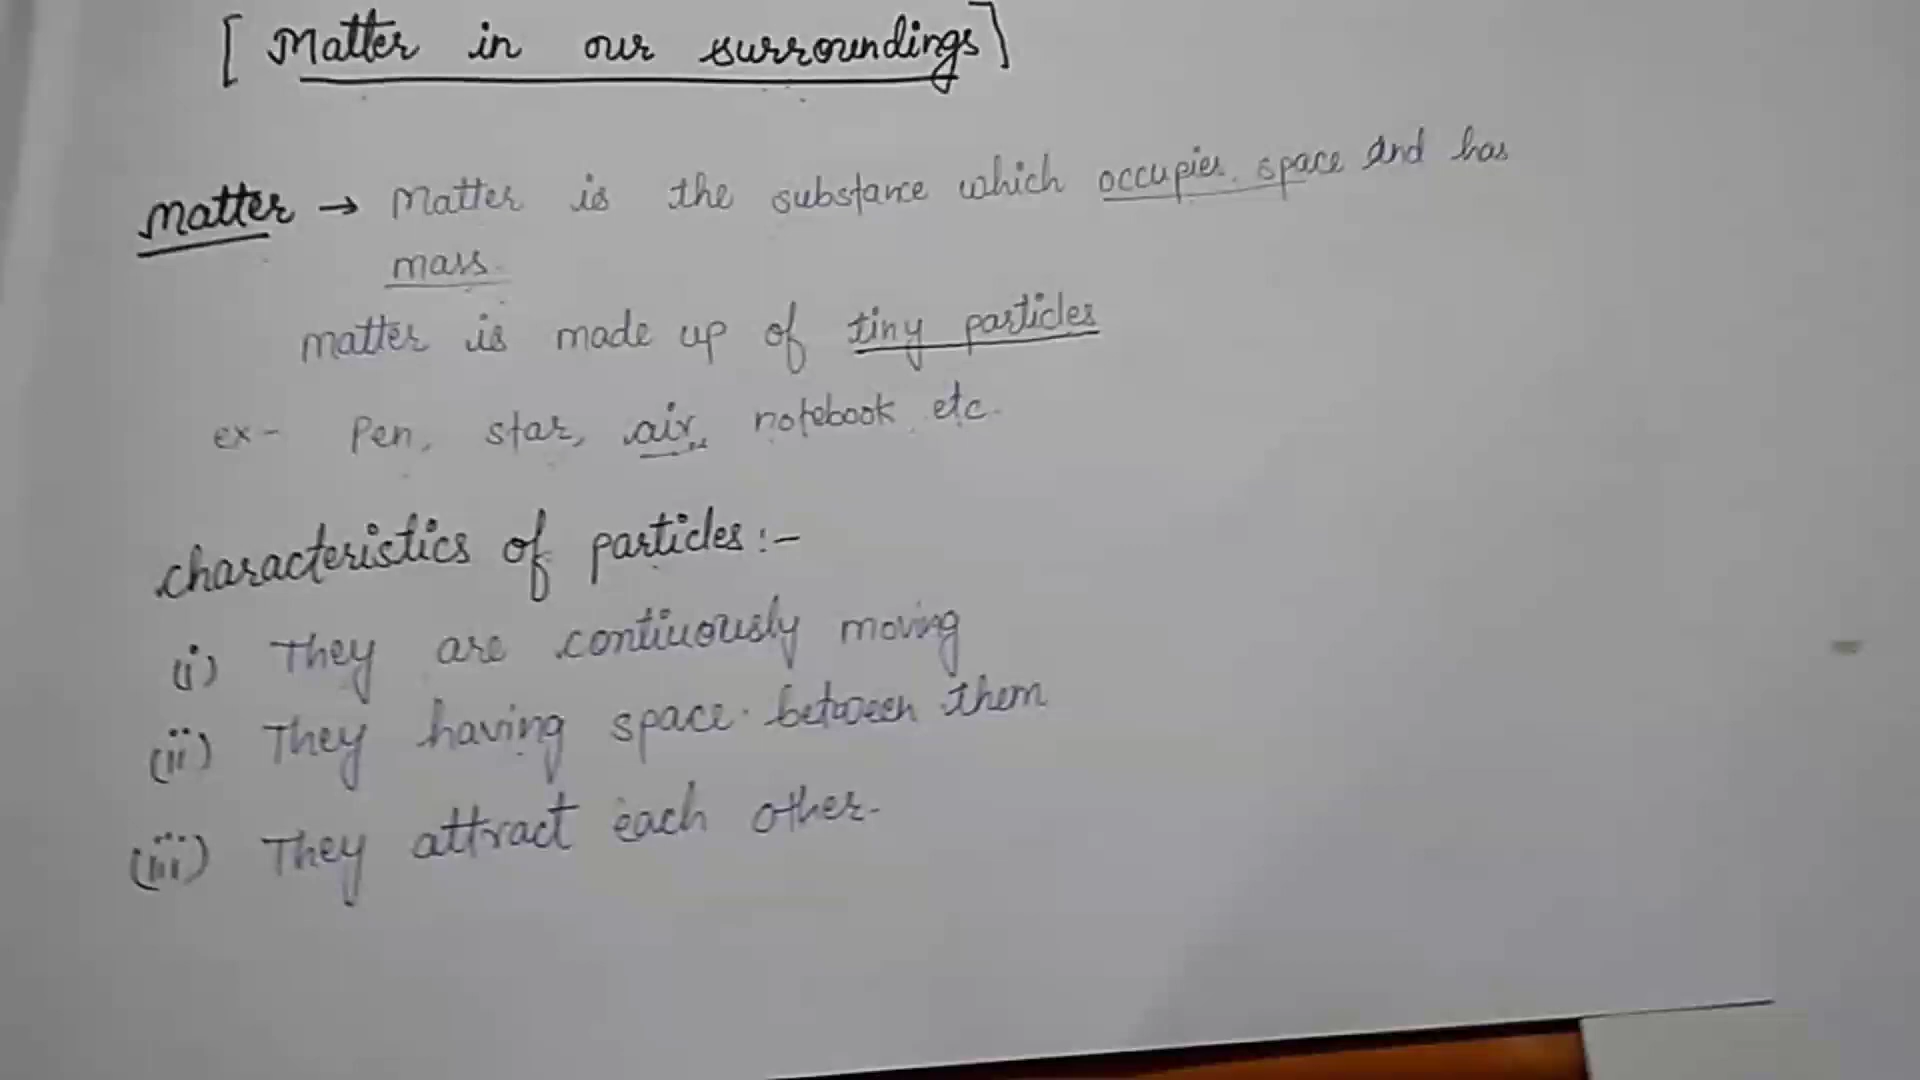 [ Matter in our surroundings ]
Matter → Matter is the substance which occupies space and has
mass.
matter is made up of tiny particles
ex- Pen, star, air, notebook etc.
characteristics of particles:-
(i) They are contiuously moving
(ii) They having space between them
(iii) They attract each other.